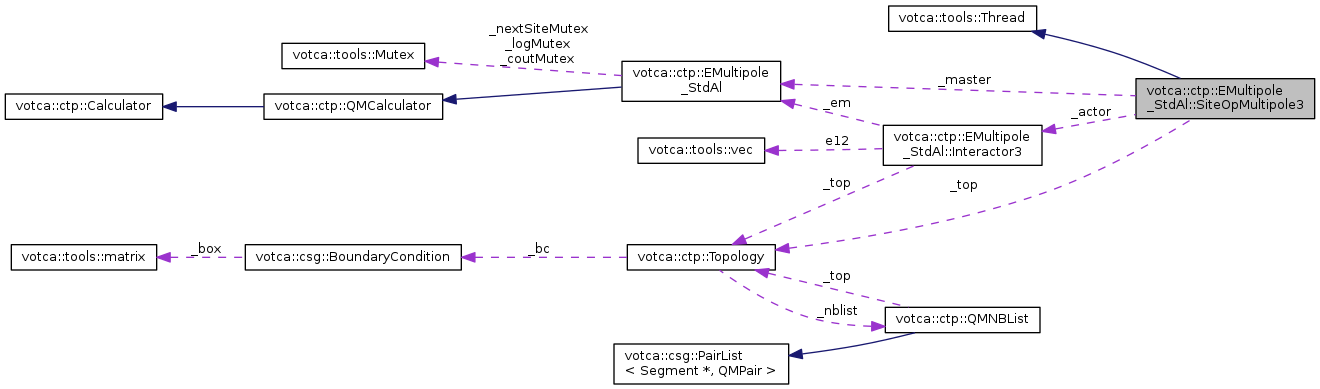 votca::tools::Thread
_nextSiteMutex
_logMutex
_coutMutex
votca::tools::Mutex
votca::ctp::EMultipole
_StdAl
_master
votca::ctp::EMultipole
_StdAl::SiteOpMultipole3
votca::ctp::Calculator
votca::ctp::QMCalculator
_em
_actor
votca::ctp::EMultipole
_StdAl::Interactor3
e12
votca::tools::vec
_top
_top
votca::tools::matrix
_box
votca::csg::BoundaryCondition
_bc
votca::ctp::Topology
_top
_nblist
votca::ctp::QMNBList
votca::csg::PairList
< Segment *, QMPair >